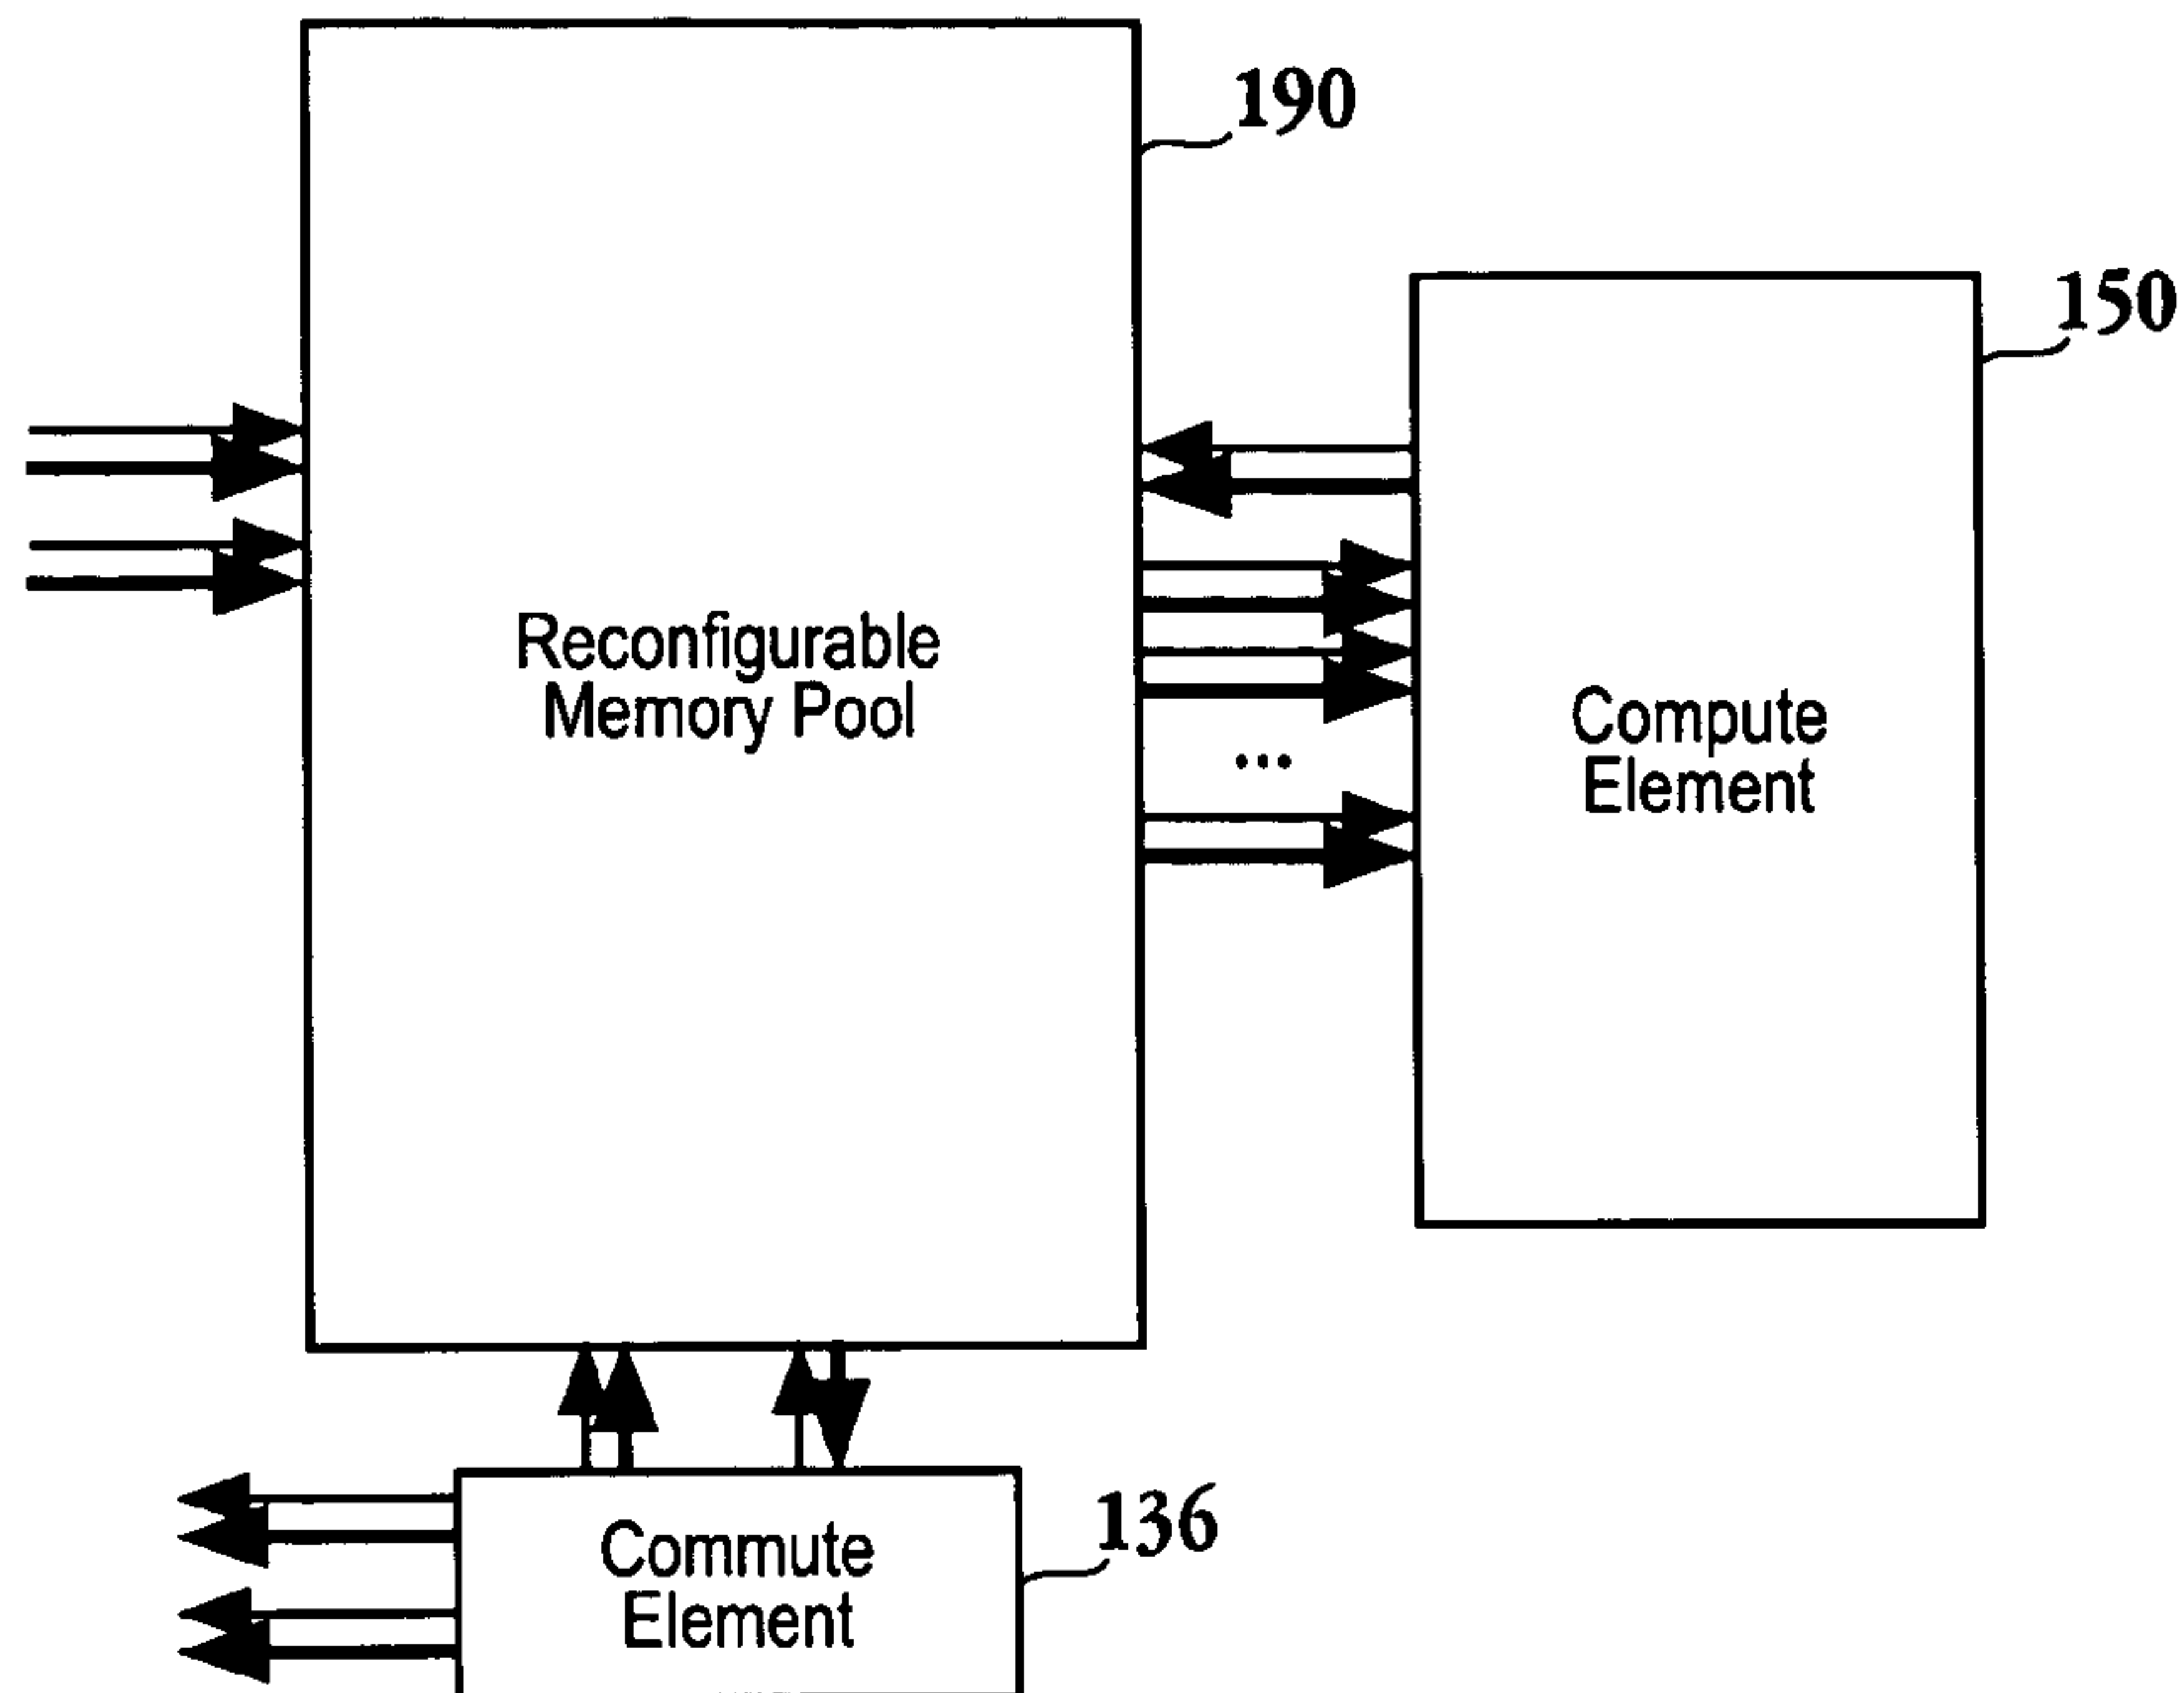 190
150
Reconfigurable
Memory Pool
Compute
Element
...
136
Commute
Element